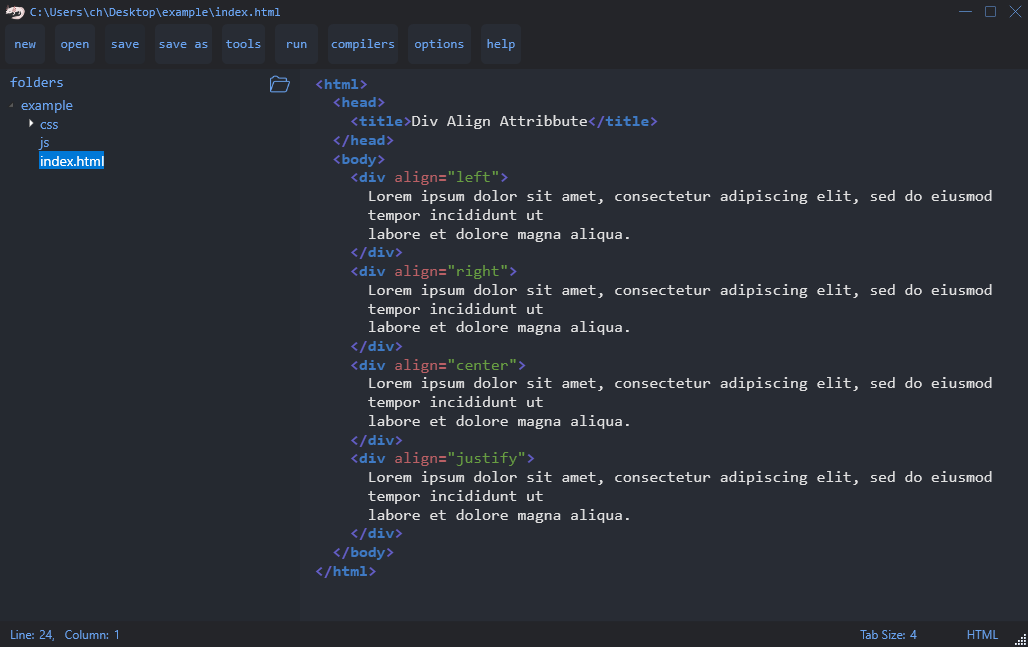 C:\Users\ch\Desktop\example\index.html
new open save save as tools run compilers options help
folders
example
css
js
index.html
<html>
<head>
<title>Div Align Attribbute</title>
</head>
<body>
<div align="left">
Lorem ipsum dolor sit amet, consectetur adipiscing elit, sed do eiusmod
tempor incididunt ut
labore et dolore magna aliqua.
</div>
<div align="right">
Lorem ipsum dolor sit amet, consectetur adipiscing elit, sed do eiusmod
tempor incididunt ut
labore et dolore magna aliqua.
</div>
<div align="center">
Lorem ipsum dolor sit amet, consectetur adipiscing elit, sed do eiusmod
tempor incididunt ut
labore et dolore magna aliqua.
</div>
<div align="justify">
Lorem ipsum dolor sit amet, consectetur adipiscing elit, sed do eiusmod
tempor incididunt ut
labore et dolore magna aliqua.
</div>
</body>
</html>
Line: 24, Column: 1 Tab Size: 4 HTML